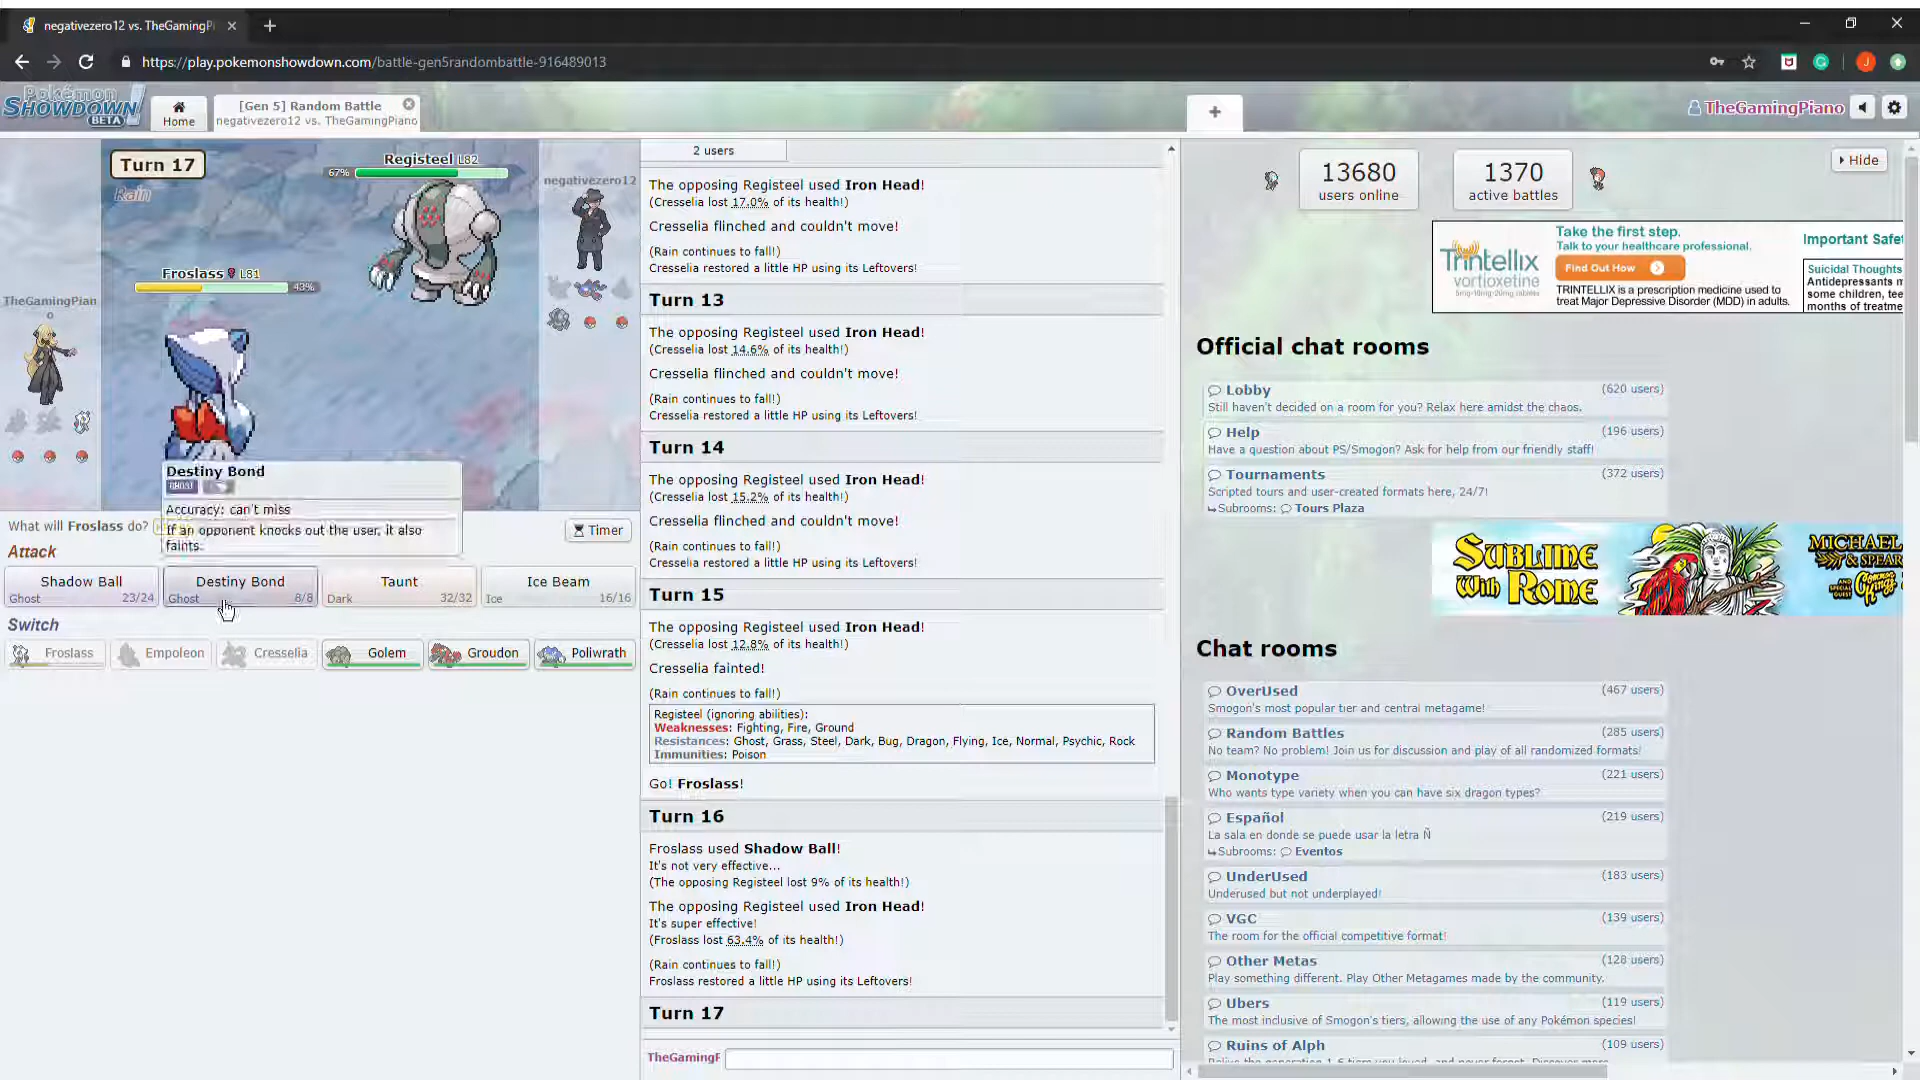 negativezero12 vs. TheGamingPi
https://play.pokemonshowdown.com/battle-gen5randombattle-916489013
J
Pokémon
SHOWDOWN!
BETA
Home
[Gen 5] Random Battle
negativezero12 vs. TheGamingPiano
TheGamingPiano
Turn 17
Rain
Registeel L82
67%
negativezero12
Froslass L81
43%
TheGamingPian
o
Destiny Bond
GHOST
Accuracy: can't miss
If an opponent knocks out the user, it also
faints.
What will Froslass do?
Timer
Attack
Shadow Ball
Ghost 23/24
Destiny Bond
Ghost 8/8
Taunt
Dark 32/32
Ice Beam
Ice 16/16
Switch
Froslass
Empoleon
Cresselia
Golem
Groudon
Poliwrath
2 users
The opposing Registeel used Iron Head!
(Cresselia lost 17.0% of its health!)
Cresselia flinched and couldn't move!
(Rain continues to fall!)
Cresselia restored a little HP using its Leftovers!
Turn 13
The opposing Registeel used Iron Head!
(Cresselia lost 14.6% of its health!)
Cresselia flinched and couldn't move!
(Rain continues to fall!)
Cresselia restored a little HP using its Leftovers!
Turn 14
The opposing Registeel used Iron Head!
(Cresselia lost 15.2% of its health!)
Cresselia flinched and couldn't move!
(Rain continues to fall!)
Cresselia restored a little HP using its Leftovers!
Turn 15
The opposing Registeel used Iron Head!
(Cresselia lost 12.8% of its health!)
Cresselia fainted!
(Rain continues to fall!)
Registeel (ignoring abilities):
Weaknesses: Fighting, Fire, Ground
Resistances: Ghost, Grass, Steel, Dark, Bug, Dragon, Flying, Ice, Normal, Psychic, Rock
Immunities: Poison
Go! Froslass!
Turn 16
Froslass used Shadow Ball!
It's not very effective...
(The opposing Registeel lost 9% of its health!)
The opposing Registeel used Iron Head!
It's super effective!
(Froslass lost 63.4% of its health!)
(Rain continues to fall!)
Froslass restored a little HP using its Leftovers!
Turn 17
TheGamingF
13680
users online
1370
active battles
Hide
Trintellix
vortioxetine
5mg·10mg·20mg tablets
Take the first step.
Talk to your healthcare professional.
Find Out How
TRINTELLIX is a prescription medicine used to
treat Major Depressive Disorder (MDD) in adults.
Important Safe
Suicidal Thoughts
Antidepressants m
some children, tee
months of treatme
Official chat rooms
Lobby (620 users)
Still haven't decided on a room for you? Relax here amidst the chaos.
Help (196 users)
Have a question about PS/Smogon? Ask for help from our friendly staff!
Tournaments (372 users)
Scripted tours and user-created formats here, 24/7!
Subrooms: Tours Plaza
SUBLIME
WITH ROME
MICHAEL
& SPEAR
AND SPECIAL GUEST
Chat rooms
OverUsed (467 users)
Smogon's most popular tier and central metagame!
Random Battles (285 users)
No team? No problem! Join us for discussion and play of all randomized formats!
Monotype (221 users)
Who wants type variety when you can have six dragon types?
Español (219 users)
La sala en donde se puede usar la letra Ñ
Subrooms: Eventos
UnderUsed (183 users)
Underused but not underplayed!
VGC (139 users)
The room for the official competitive format!
Other Metas (128 users)
Play something different. Play Other Metagames made by the community.
Ubers (119 users)
The most inclusive of Smogon's tiers, allowing the use of any Pokémon species!
Ruins of Alph (109 users)